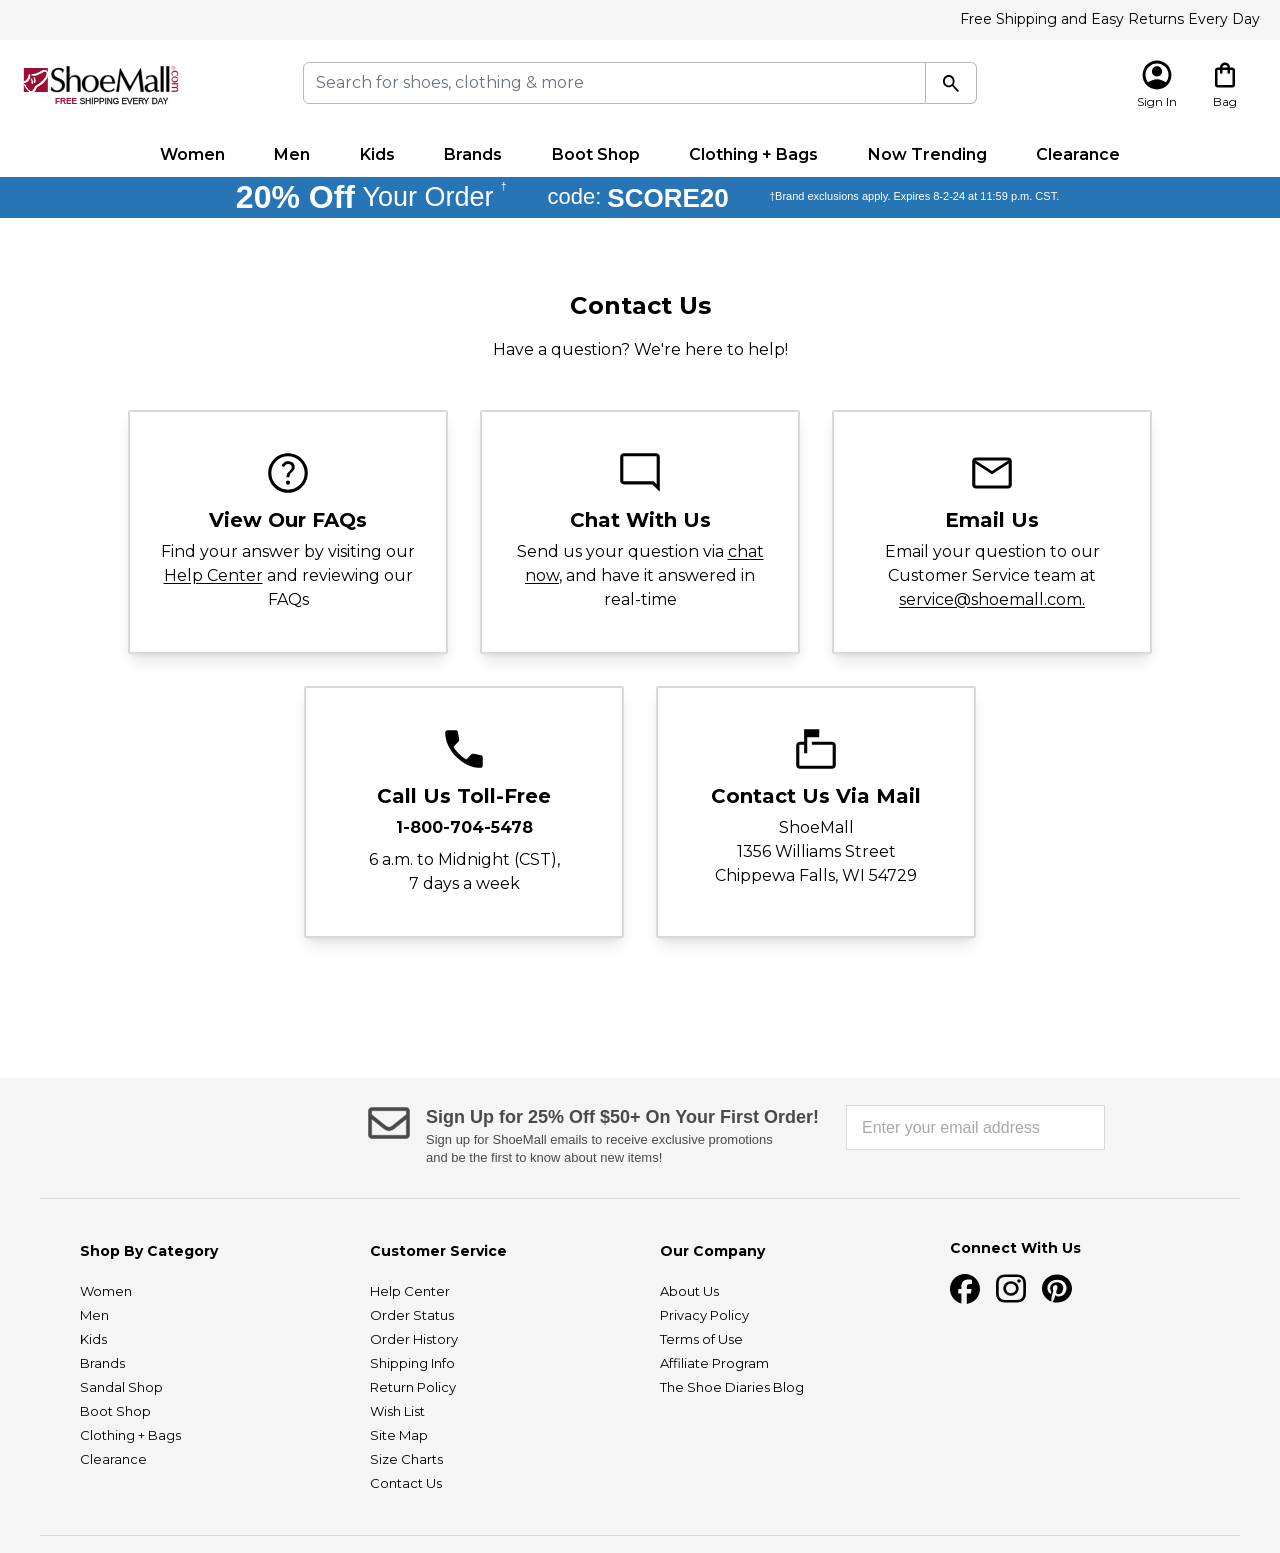 Free Shipping and Easy Returns Every Day
ShoeMall.com
FREE SHIPPING EVERY DAY
Search for shoes, clothing & more
Sign In
Bag
Women Men Kids Brands Boot Shop Clothing + Bags Now Trending Clearance
20% Off Your Order † code: SCORE20 †Brand exclusions apply. Expires 8-2-24 at 11:59 p.m. CST.
Contact Us
Have a question? We're here to help!
View Our FAQs
Find your answer by visiting our
Help Center and reviewing our
FAQs
Chat With Us
Send us your question via chat
now, and have it answered in
real-time
Email Us
Email your question to our
Customer Service team at
service@shoemall.com.
Call Us Toll-Free
1-800-704-5478
6 a.m. to Midnight (CST),
7 days a week
Contact Us Via Mail
ShoeMall
1356 Williams Street
Chippewa Falls, WI 54729
Sign Up for 25% Off $50+ On Your First Order!
Sign up for ShoeMall emails to receive exclusive promotions
and be the first to know about new items!
Enter your email address
Shop By Category
Women
Men
Kids
Brands
Sandal Shop
Boot Shop
Clothing + Bags
Clearance
Customer Service
Help Center
Order Status
Order History
Shipping Info
Return Policy
Wish List
Site Map
Size Charts
Contact Us
Our Company
About Us
Privacy Policy
Terms of Use
Affiliate Program
The Shoe Diaries Blog
Connect With Us